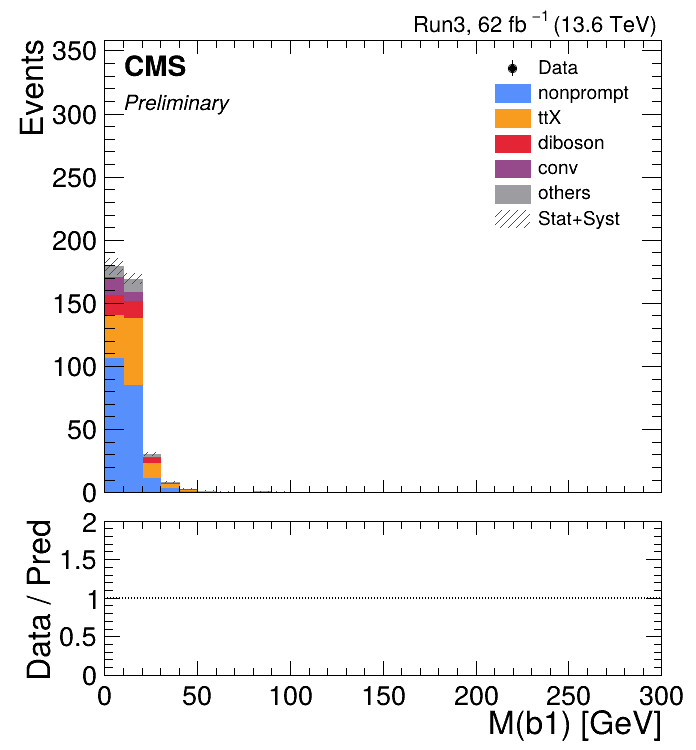 Run3, 62 fb⁻¹ (13.6 TeV)
CMS
Preliminary
Data
nonprompt
ttX
diboson
conv
others
Stat+Syst
Events
350
300
250
200
150
100
50
0
Data / Pred
2
1.5
1
0.5
0
0 50 100 150 200 250 300
M(b1) [GeV]